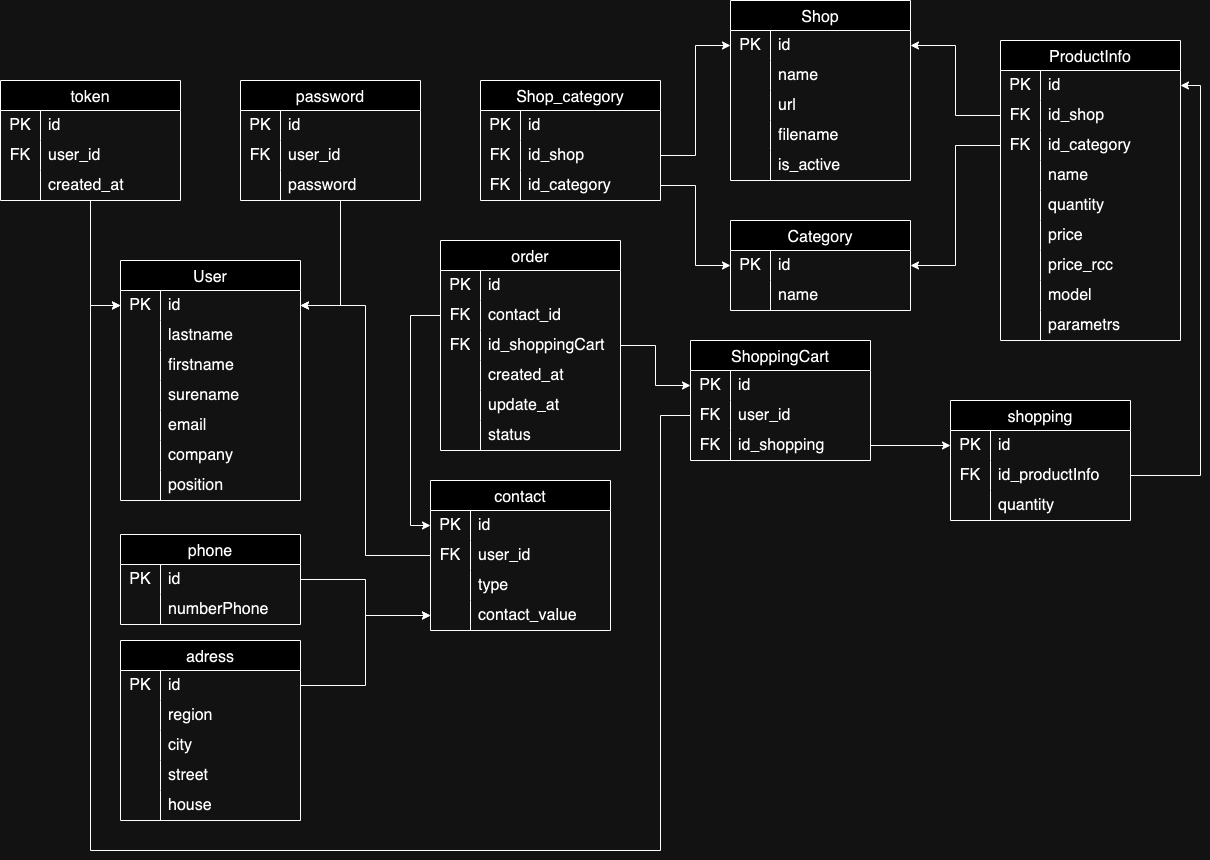 Shop
PK id
name
url
filename
is_active
ProductInfo
PK id
FK id_shop
FK id_category
name
quantity
price
price_rcc
model
parametrs
token
PK id
FK user_id
created_at
password
PK id
FK user_id
password
Shop_category
PK id
FK id_shop
FK id_category
Category
PK id
name
User
PK id
lastname
firstname
surename
email
company
position
order
PK id
FK contact_id
FK id_shoppingCart
created_at
update_at
status
ShoppingCart
PK id
FK user_id
FK id_shopping
shopping
PK id
FK id_productInfo
quantity
contact
PK id
FK user_id
type
contact_value
phone
PK id
numberPhone
adress
PK id
region
city
street
house